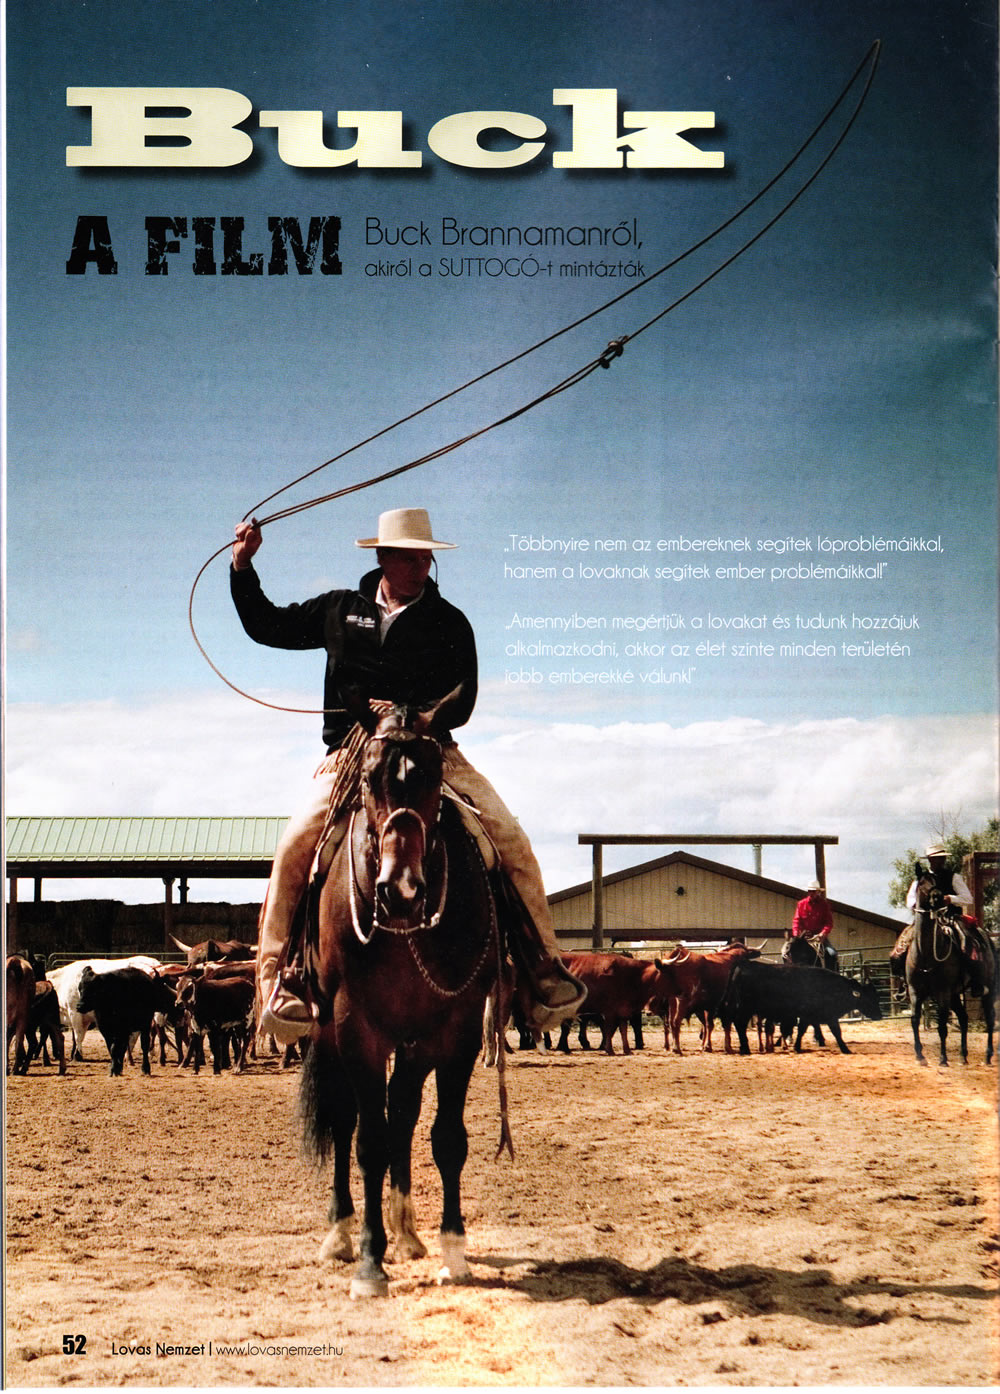 Buck
A FILM
Buck Brannamanről,
akiről a SUTTOGÓ-t mintázták
„Többnyire nem az embereknek segítek lóproblémáikkal,
hanem a lovaknak segítek ember problémáikkal!”
„Amennyiben megértjük a lovakat és tudunk hozzájuk
alkalmazkodni, akkor az élet szinte minden területén
jobb emberekké válunk!”
52 Lovas Nemzet | www.lovasnemzet.hu